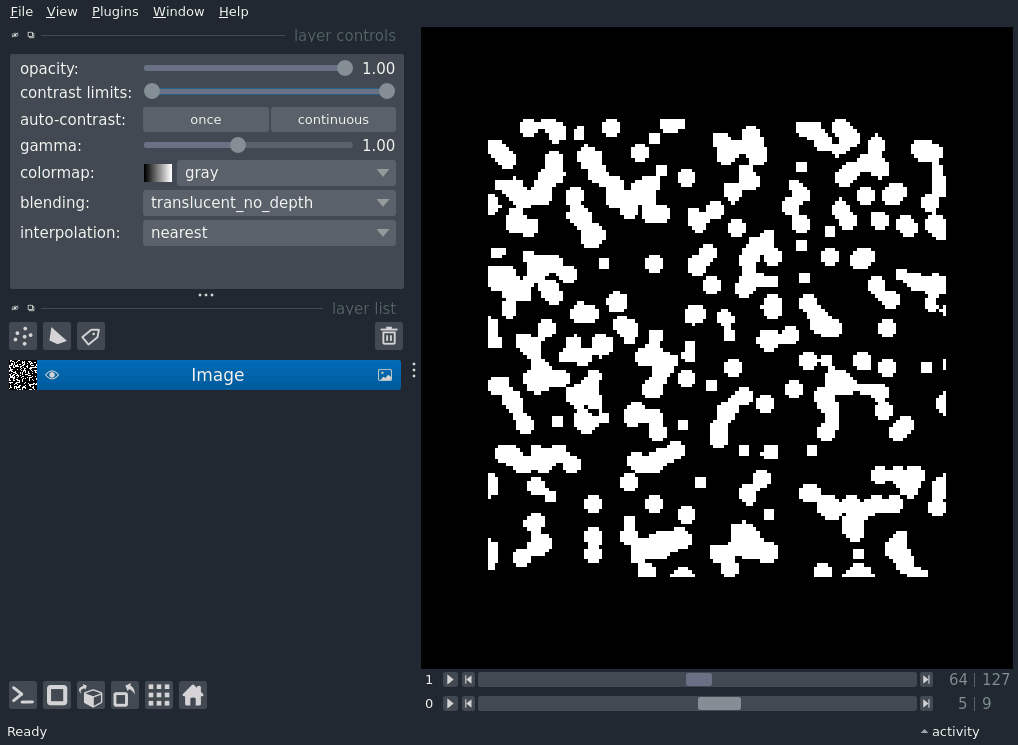 File View Plugins Window Help
layer controls
opacity: 1.00
contrast limits:
auto-contrast: once continuous
gamma: 1.00
colormap: gray
blending: translucent_no_depth
interpolation: nearest
layer list
Image
1 64 | 127
0 5 | 9
Ready activity